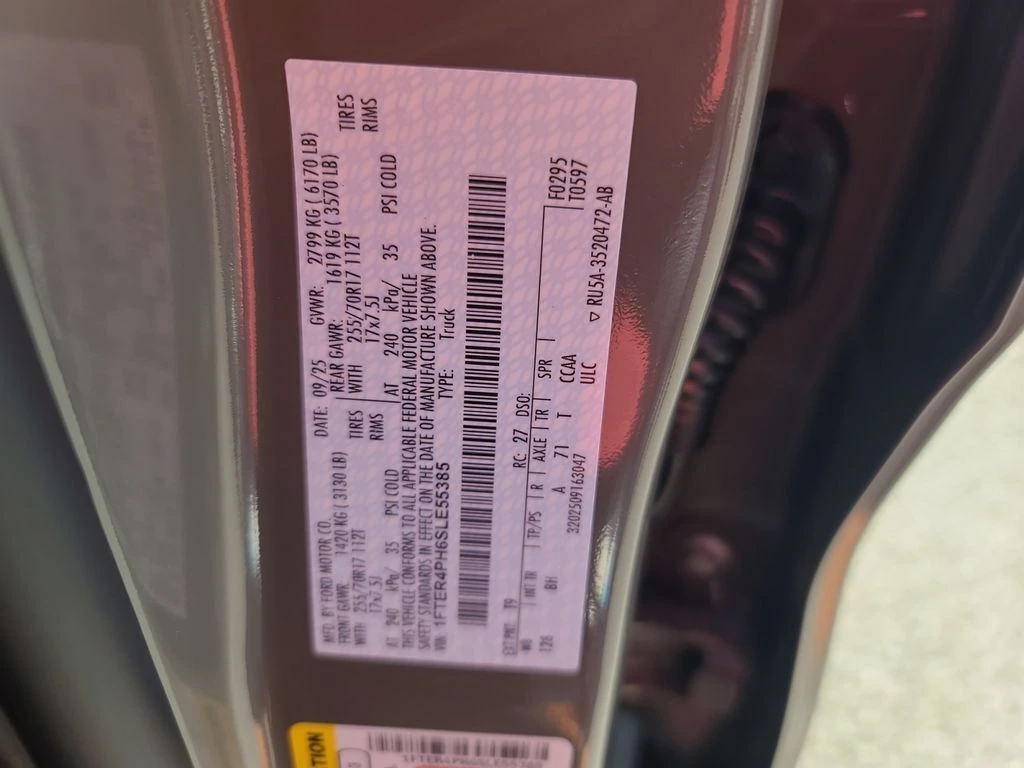 MFD. BY FORD MOTOR CO. DATE: 09/25 GVWR: 2799 KG ( 6170 LB)
FRONT GAWR: 1420 KG ( 3130 LB) REAR GAWR: 1619 KG ( 3570 LB)
WITH 255/70R17 112T TIRES WITH 255/70R17 112T TIRES
17x7.5J RIMS 17x7.5J RIMS
AT 240 kPa/ 35 PSI COLD AT 240 kPa/ 35 PSI COLD
THIS VEHICLE CONFORMS TO ALL APPLICABLE FEDERAL MOTOR VEHICLE
SAFETY STANDARDS IN EFFECT ON THE DATE OF MANUFACTURE SHOWN ABOVE.
VIN: 1FTER4PH6SLE55385 TYPE: Truck
F0295
T0597
EXT PNT: T9 RC: 27 DSO:
WB INT TR TP/PS R AXLE TR SPR
128 BH A 71 T CCAA
3202509163047 ULC
▽ RU5A-3520472-AB
TION